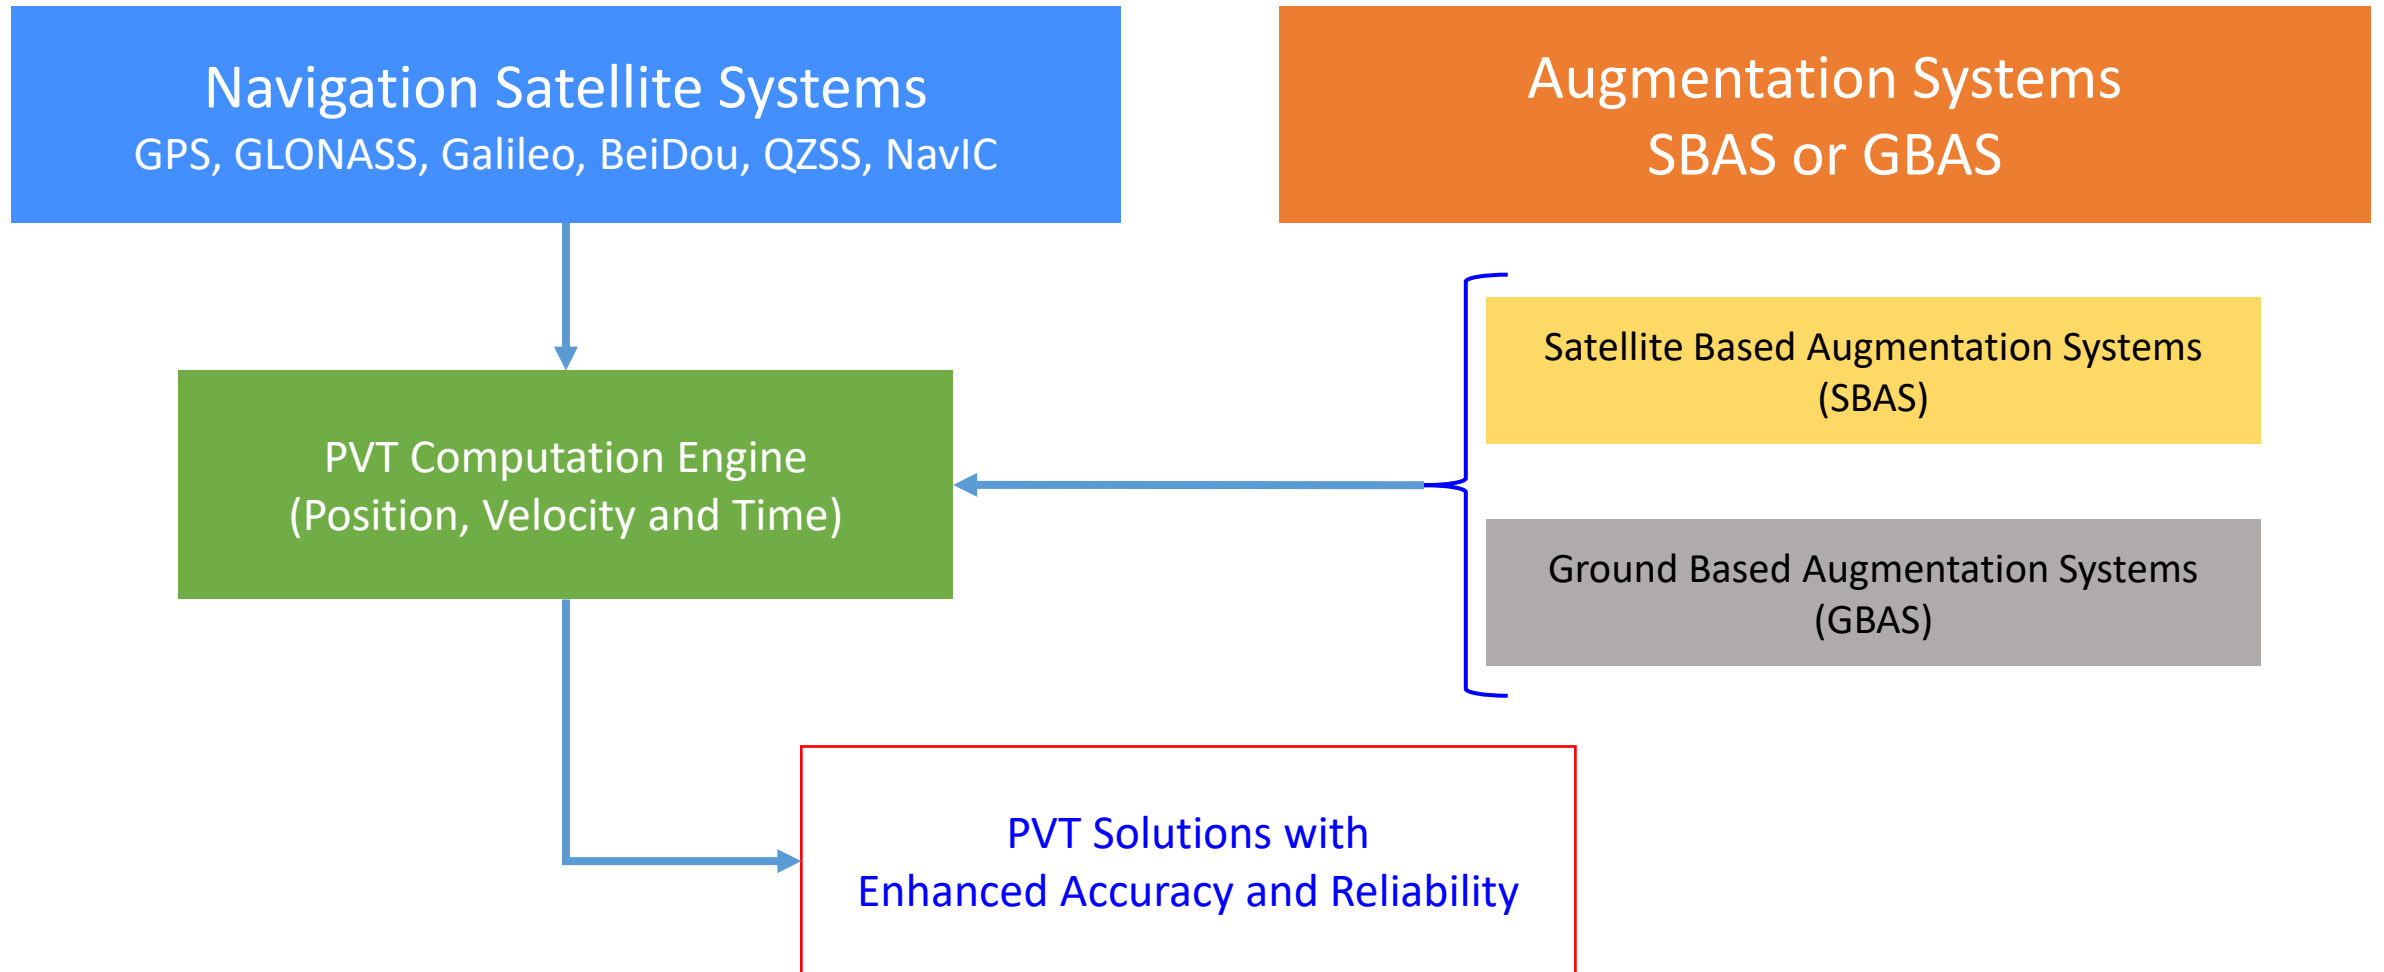 Navigation Satellite Systems
GPS, GLONASS, Galileo, BeiDou, QZSS, NavIC
Augmentation Systems
SBAS or GBAS
Satellite Based Augmentation Systems
(SBAS)
PVT Computation Engine
(Position, Velocity and Time)
Ground Based Augmentation Systems
(GBAS)
PVT Solutions with
Enhanced Accuracy and Reliability